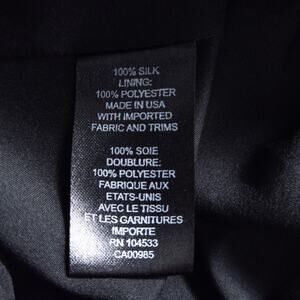 100% SILK
LINING:
100% POLYESTER
MADE IN USA
WITH IMPORTED
FABRIC AND TRIMS
100% SOIE
DOUBLURE:
100% POLYESTER
FABRIQUE AUX
ETATS-UNIS
AVEC LE TISSU
ET LES GARNITURES
IMPORTE
RN 104533
CA00985